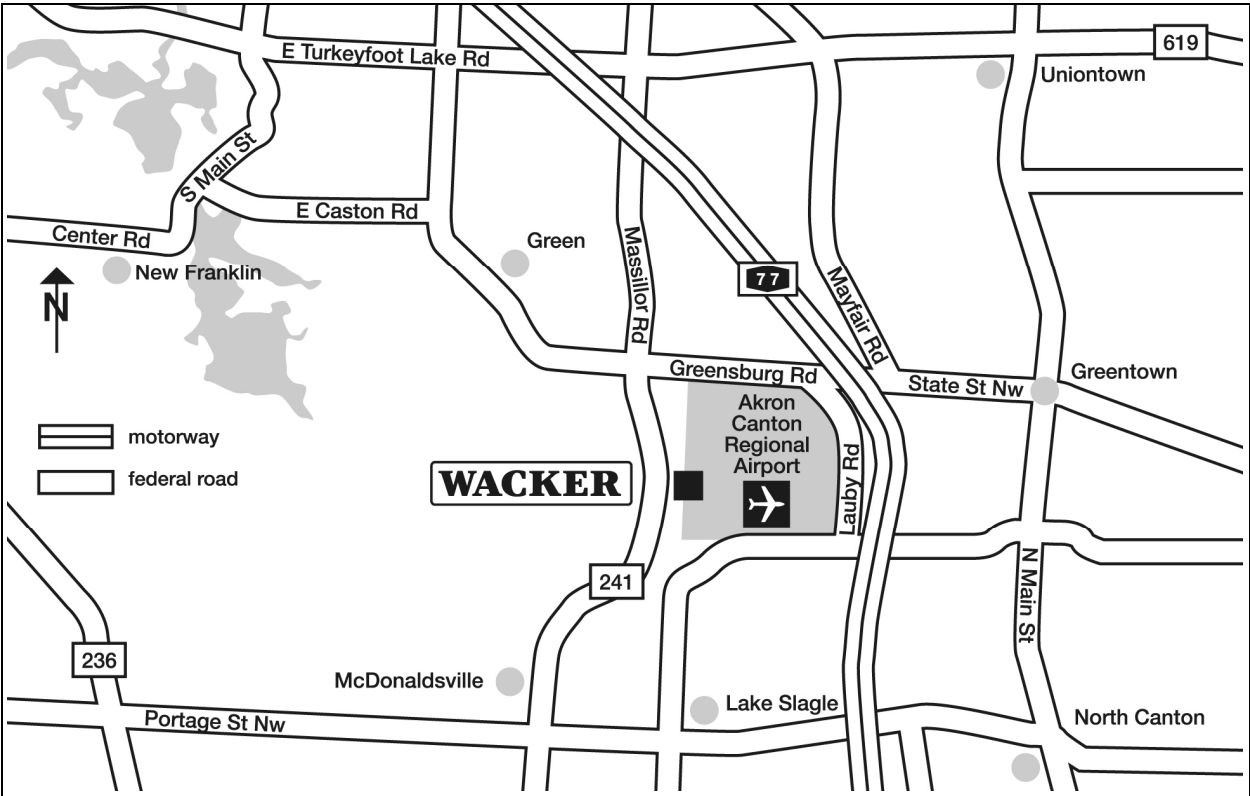 E Turkeyfoot Lake Rd
619
Uniontown
S Main St
E Caston Rd
Center Rd
New Franklin
Green
Massillor Rd
77
Mayfair Rd
N
Greensburg Rd
State St Nw
Greentown
Akron
Canton
Regional
Airport
motorway
federal road
WACKER
Lauby Rd
241
N Main St
236
McDonaldsville
Lake Slagle
Portage St Nw
North Canton